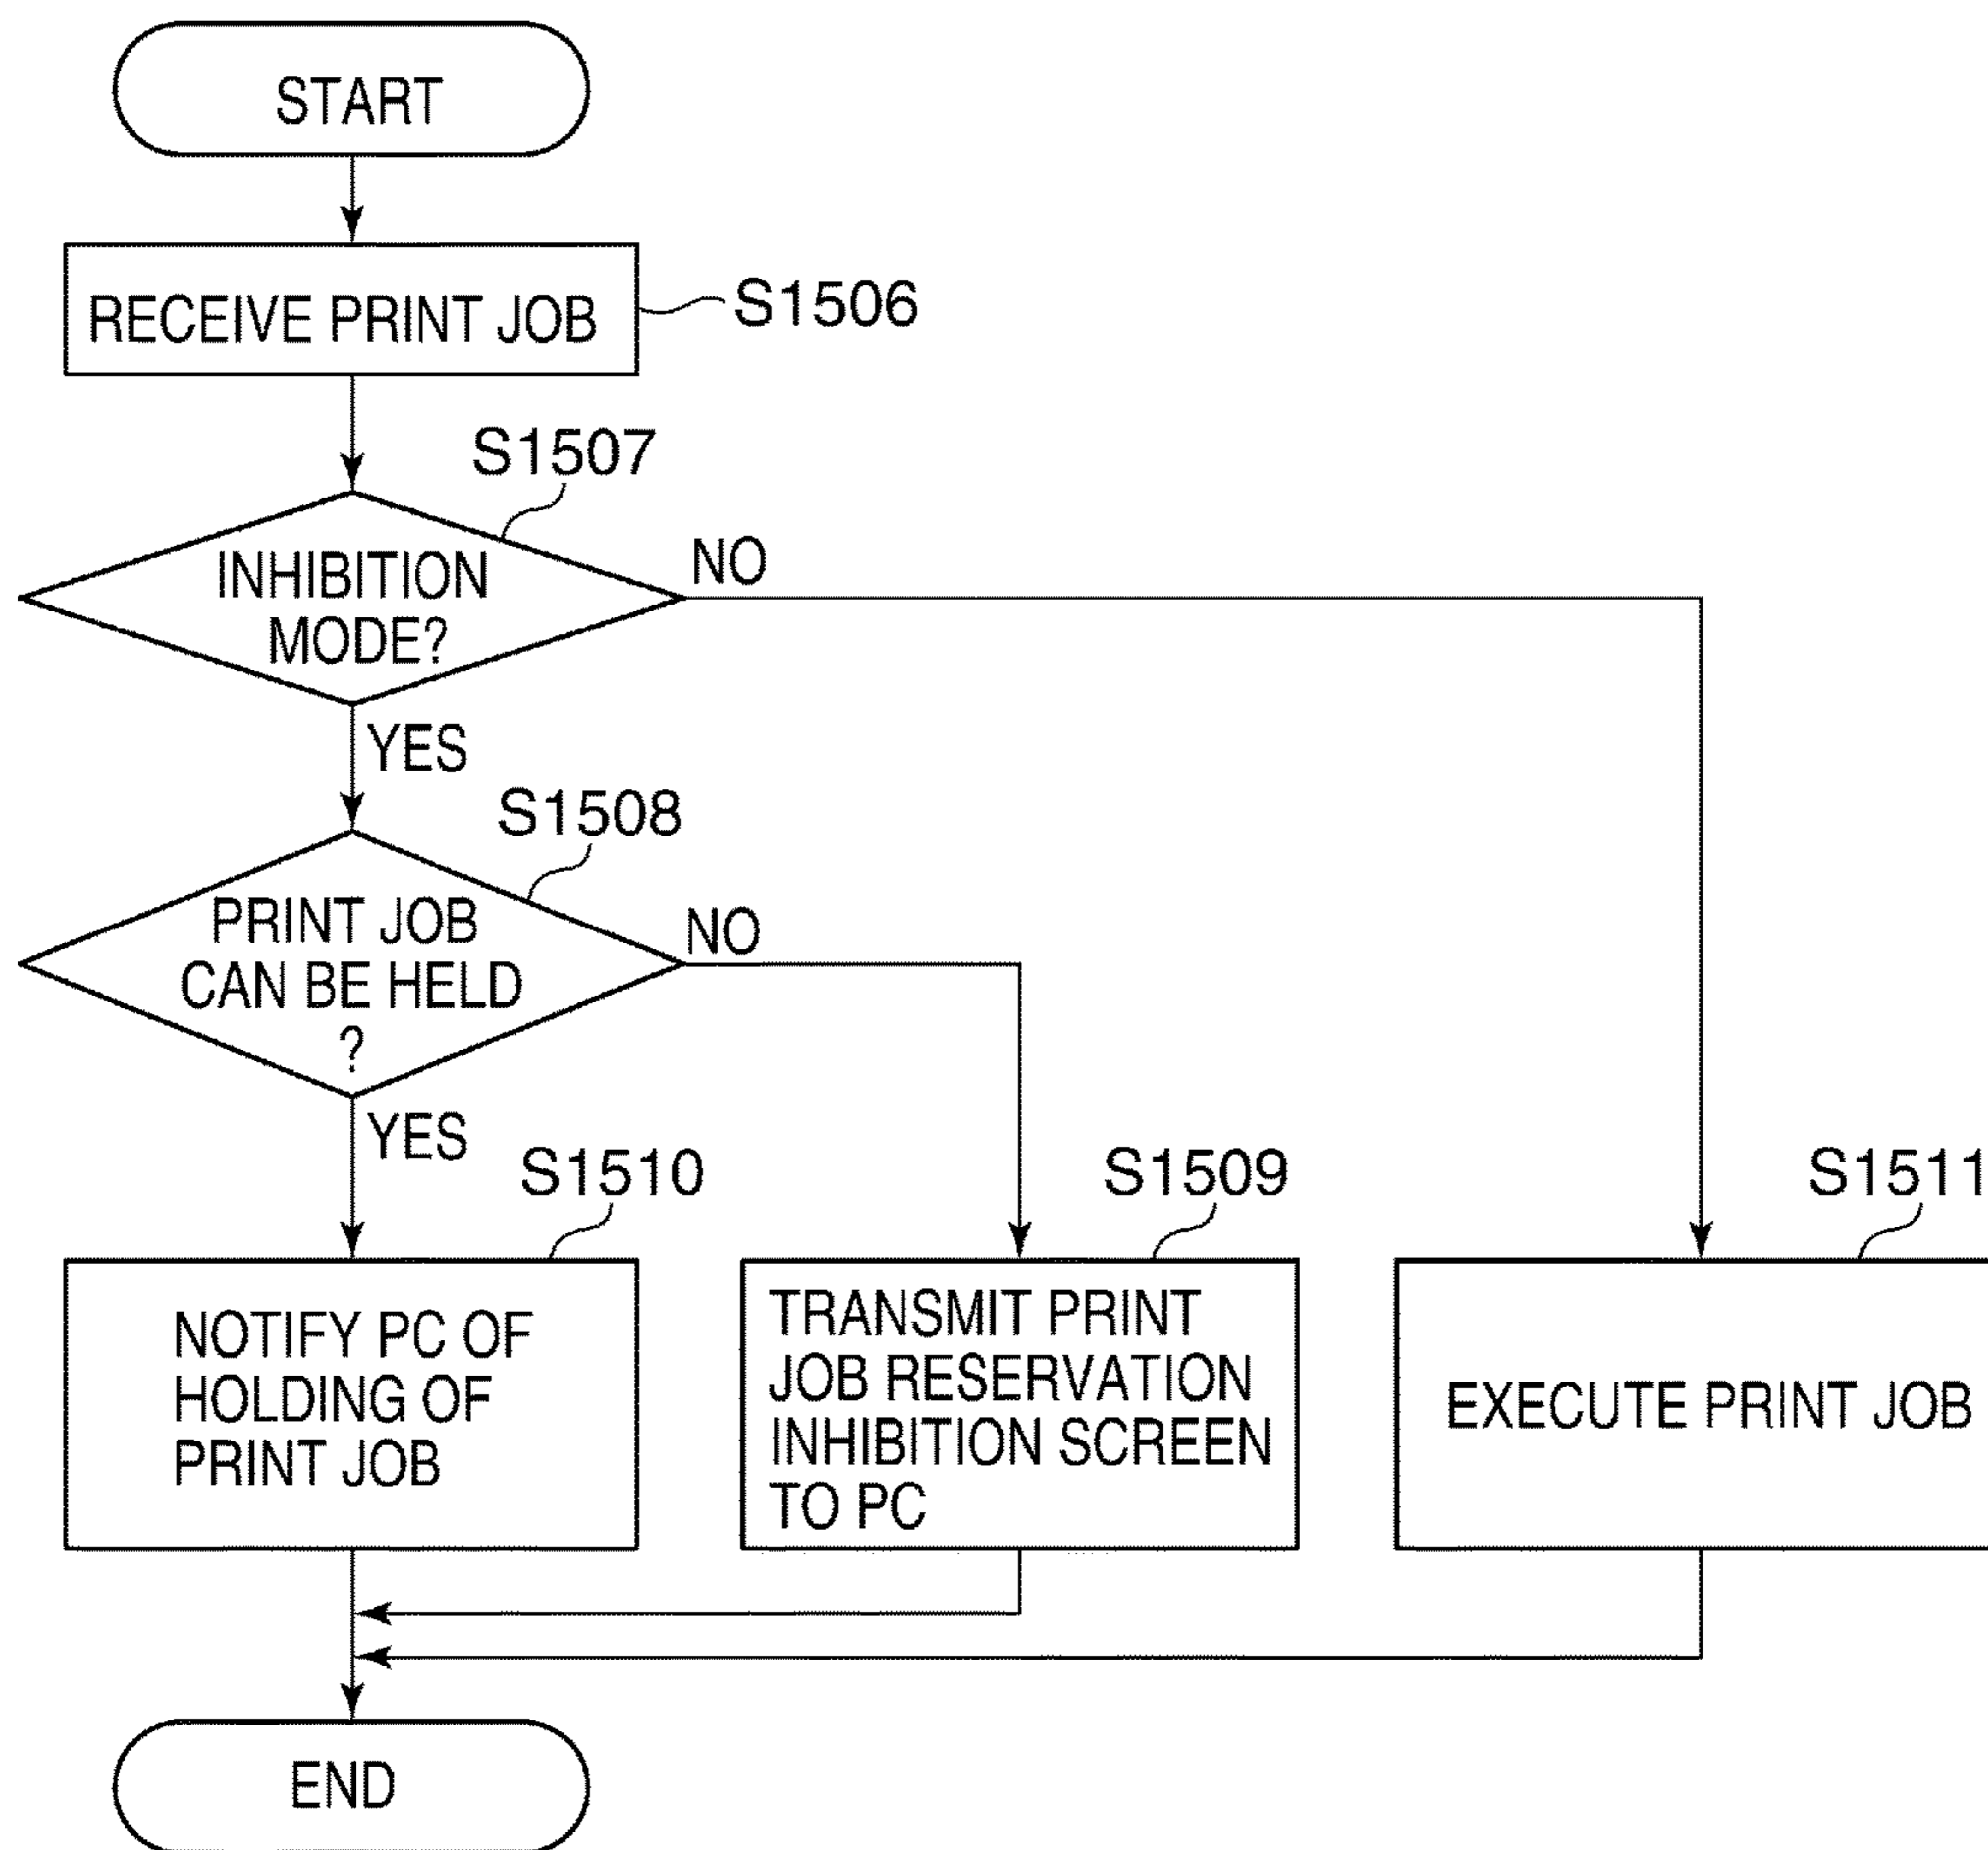 START
RECEIVE PRINT JOB
S1506
S1507
INHIBITION
MODE?
NO
YES
S1508
PRINT JOB
CAN BE HELD
?
NO
YES
S1510
NOTIFY PC OF
HOLDING OF
PRINT JOB
S1509
TRANSMIT PRINT
JOB RESERVATION
INHIBITION SCREEN
TO PC
S1511
EXECUTE PRINT JOB
END